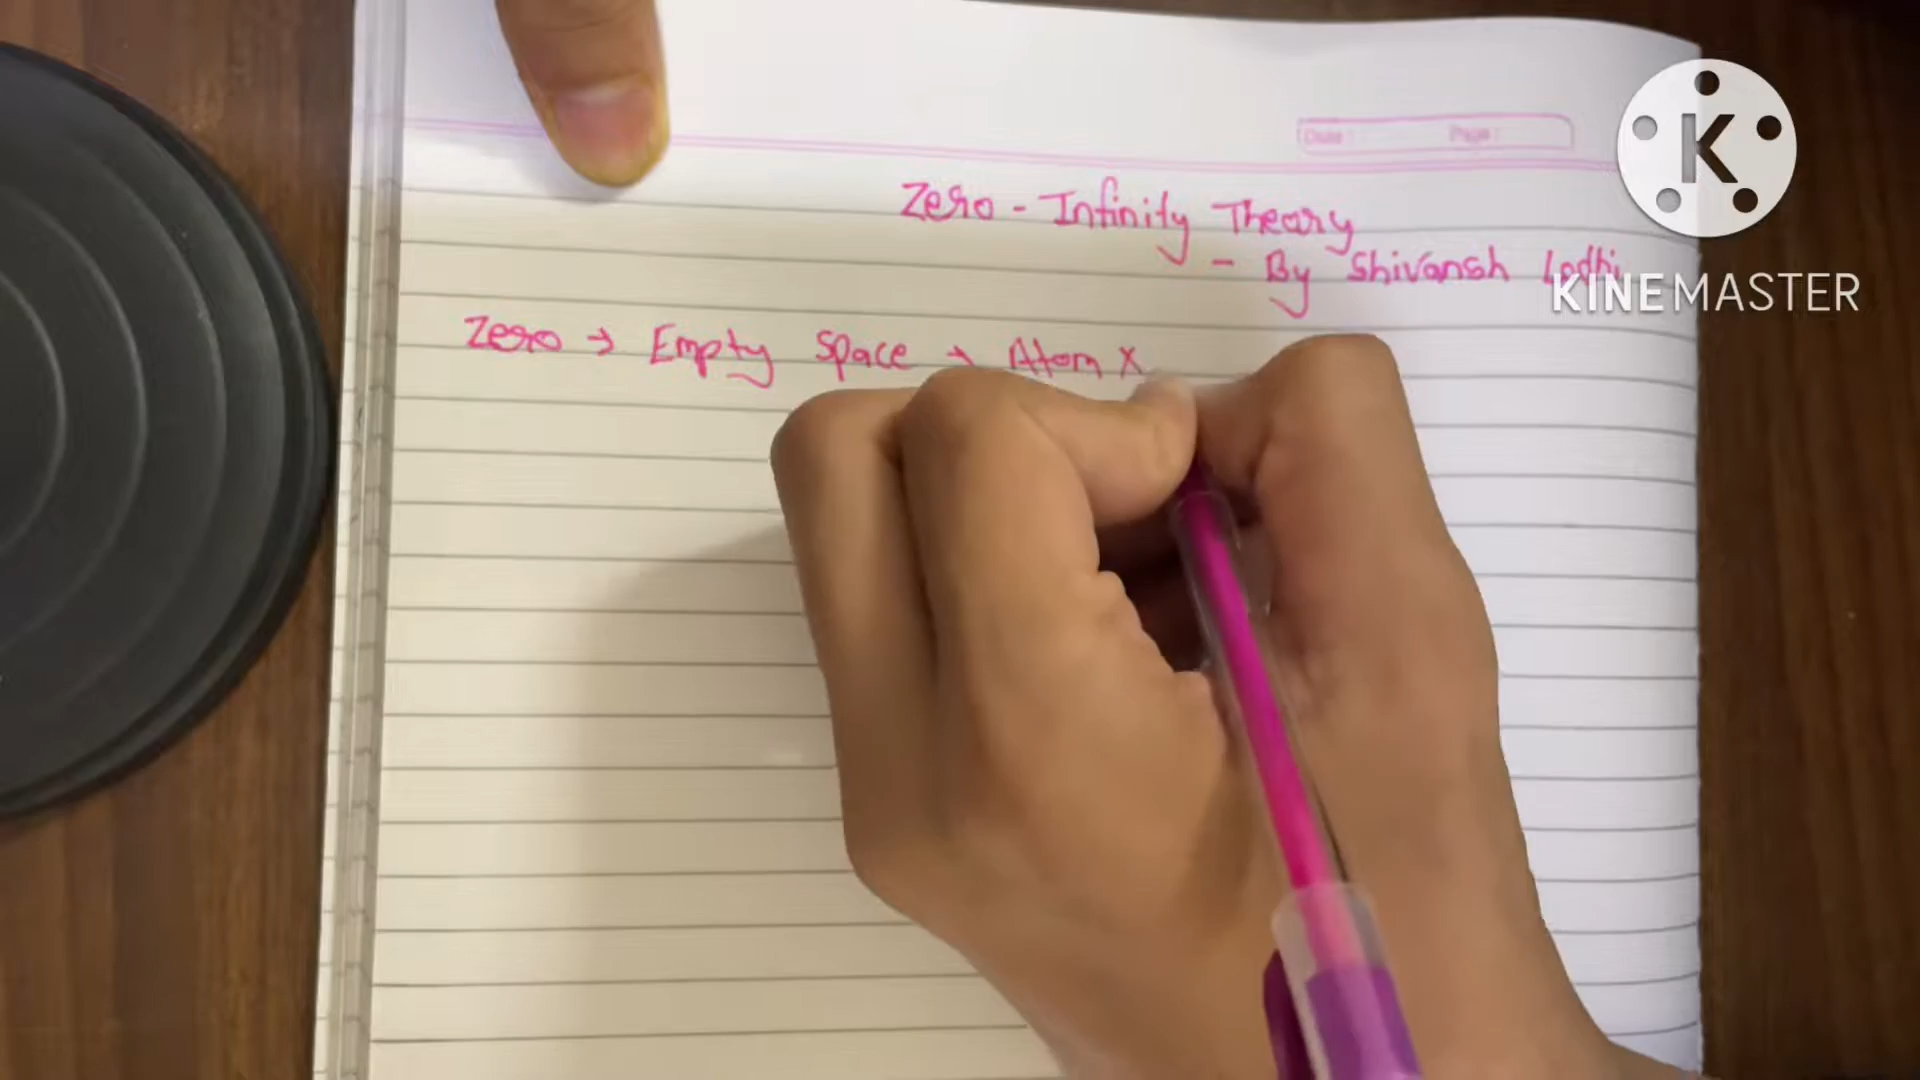 Date : Page :
Zero - Infinity Theory
- By Shivansh Lodhi
KINEMASTER
Zero → Empty Space → Atom X